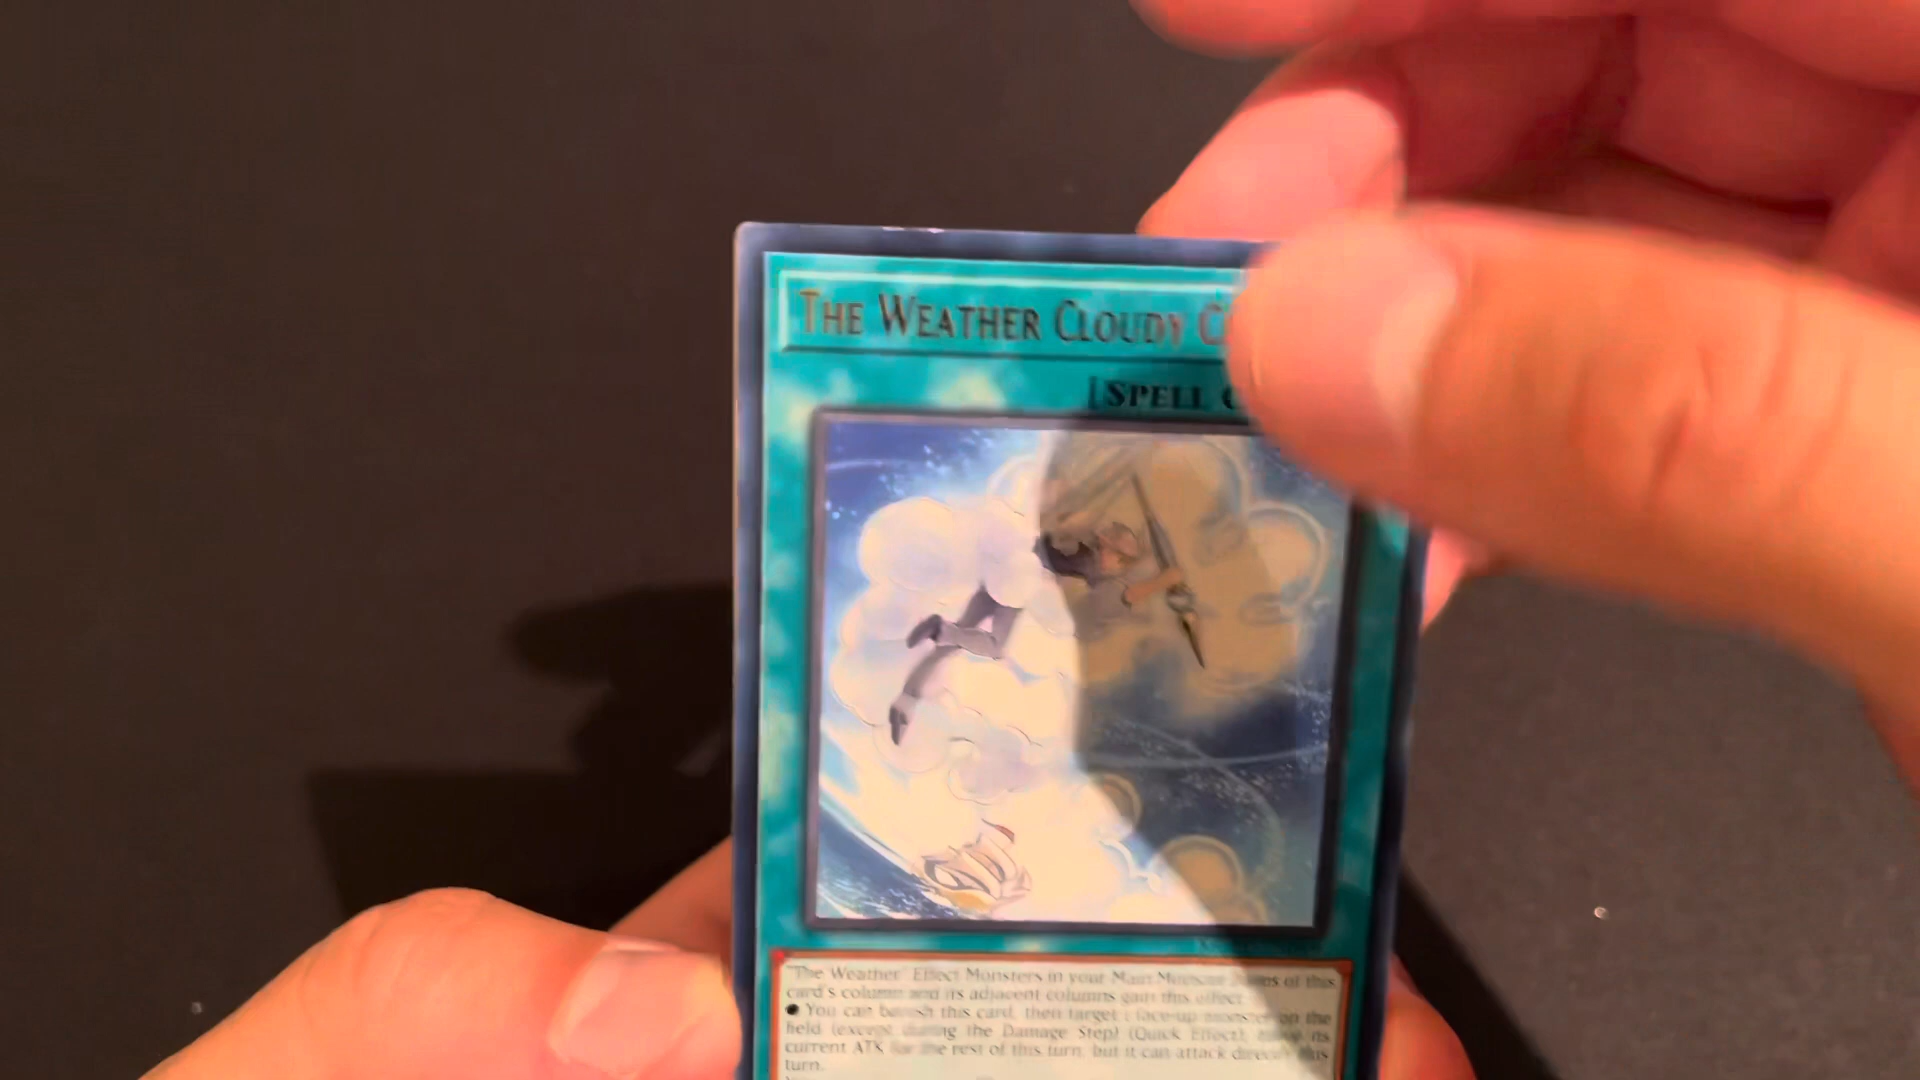 THE WEATHER CLOUDY C
[SPELL C
"The Weather" Effect Monsters in your Main Monster Zones of this
card's column and its adjacent columns gain this effect.
● You can banish this card, then target 1 face-up monster on the
field (except during the Damage Step) (Quick Effect); its
current ATK for the rest of this turn, but it can attack directly this
turn.